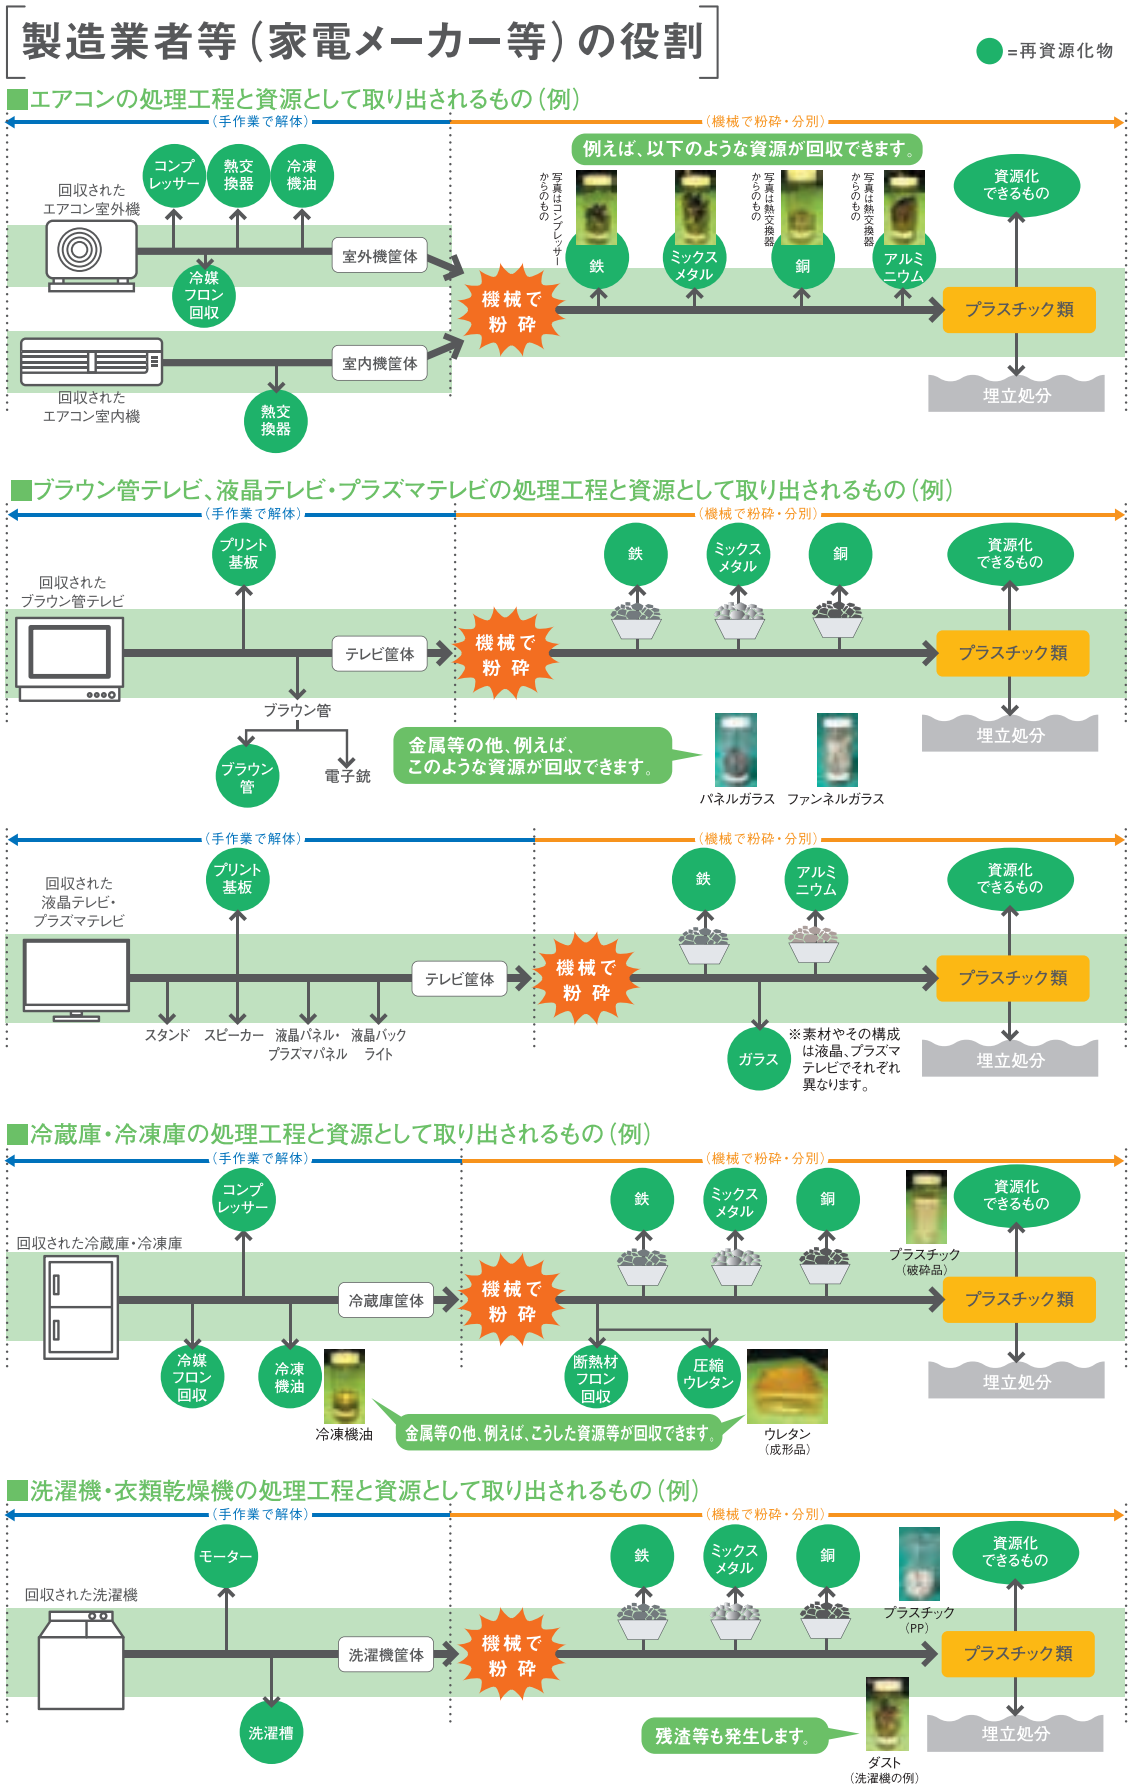 製造業者等（家電メーカー等）の役割
＝再資源化物
エアコンの処理工程と資源として取り出されるもの（例）
（手作業で解体）
（機械で粉砕・分別）
例えば、以下のような資源が回収できます。
コンプ
レッサー
熱交
換器
冷凍
機油
回収された
エアコン室外機
冷媒
フロン
回収
室外機筐体
写真はコンプレッサー
からのもの
鉄
ミックス
メタル
写真は熱交換器
からのもの
銅
写真は熱交換器
からのもの
アルミ
ニウム
資源化
できるもの
機械で
粉砕
プラスチック類
埋立処分
室内機筐体
回収された
エアコン室内機
熱交
換器
ブラウン管テレビ、液晶テレビ・プラズマテレビの処理工程と資源として取り出されるもの（例）
（手作業で解体）
（機械で粉砕・分別）
プリント
基板
鉄
ミックス
メタル
銅
資源化
できるもの
回収された
ブラウン管テレビ
テレビ筐体
機械で
粉砕
プラスチック類
ブラウン管
ブラウン
管
電子銃
金属等の他、例えば、
このような資源が回収できます。
パネルガラス
ファンネルガラス
埋立処分
（手作業で解体）
（機械で粉砕・分別）
プリント
基板
鉄
アルミ
ニウム
資源化
できるもの
回収された
液晶テレビ・
プラズマテレビ
テレビ筐体
機械で
粉砕
プラスチック類
スタンド
スピーカー
液晶パネル・
プラズマパネル
液晶バック
ライト
ガラス
※素材やその構成
は液晶、プラズマ
テレビでそれぞれ
異なります。
埋立処分
冷蔵庫・冷凍庫の処理工程と資源として取り出されるもの（例）
（手作業で解体）
（機械で粉砕・分別）
コンプ
レッサー
鉄
ミックス
メタル
銅
プラスチック
（破砕品）
資源化
できるもの
回収された冷蔵庫・冷凍庫
冷蔵庫筐体
機械で
粉砕
プラスチック類
冷媒
フロン
回収
冷凍
機油
冷凍機油
断熱材
フロン
回収
圧縮
ウレタン
金属等の他、例えば、こうした資源等が回収できます。
ウレタン
（成形品）
埋立処分
洗濯機・衣類乾燥機の処理工程と資源として取り出されるもの（例）
（手作業で解体）
（機械で粉砕・分別）
モーター
鉄
ミックス
メタル
銅
プラスチック
（PP）
資源化
できるもの
回収された洗濯機
洗濯機筐体
機械で
粉砕
プラスチック類
洗濯槽
残渣等も発生します。
ダスト
（洗濯機の例）
埋立処分